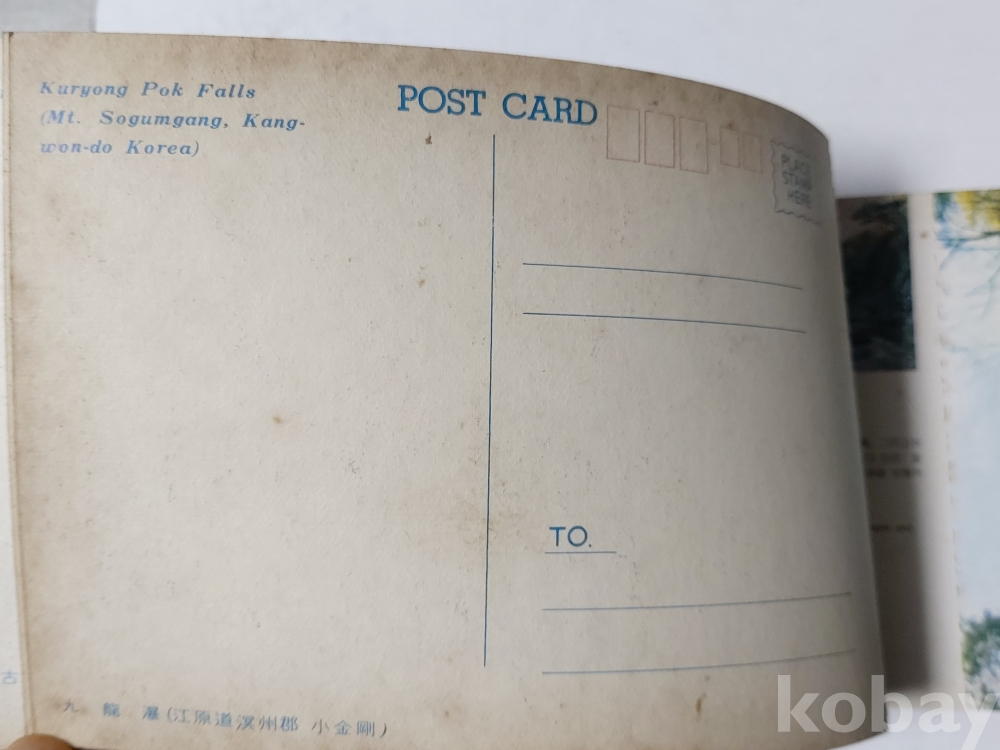 Kuryong Pok Falls
(Mt. Sogumgang, Kang-
won-do Korea)
POST CARD
PLACE
STAMP
HERE
TO.
古
九 龍 瀑 (江原道溟州郡 小金剛)
kobay